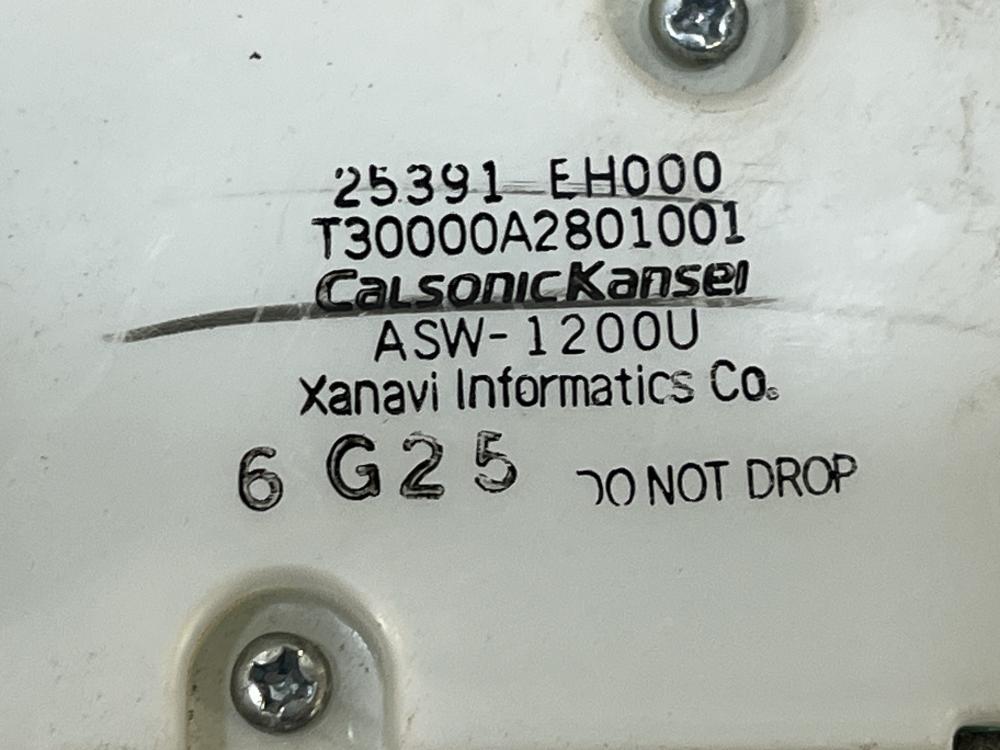 25391 EH000
T30000A2801001
CalsonicKansei
ASW-1200U
Xanavi Informatics Co.
6 G25
DO NOT DROP